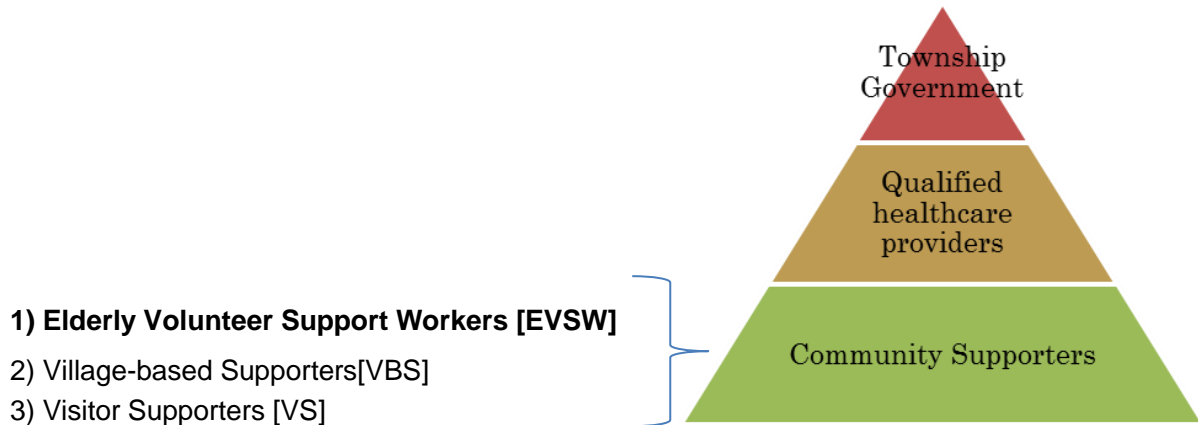 Township
Government
Qualified
healthcare
providers
1) Elderly Volunteer Support Workers [EVSW]
2) Village-based Supporters[VBS]
3) Visitor Supporters [VS]
Community Supporters